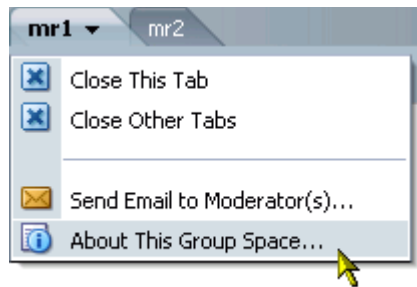 mr1 mr2
Close This Tab
Close Other Tabs
Send Email to Moderator(s)...
About This Group Space...